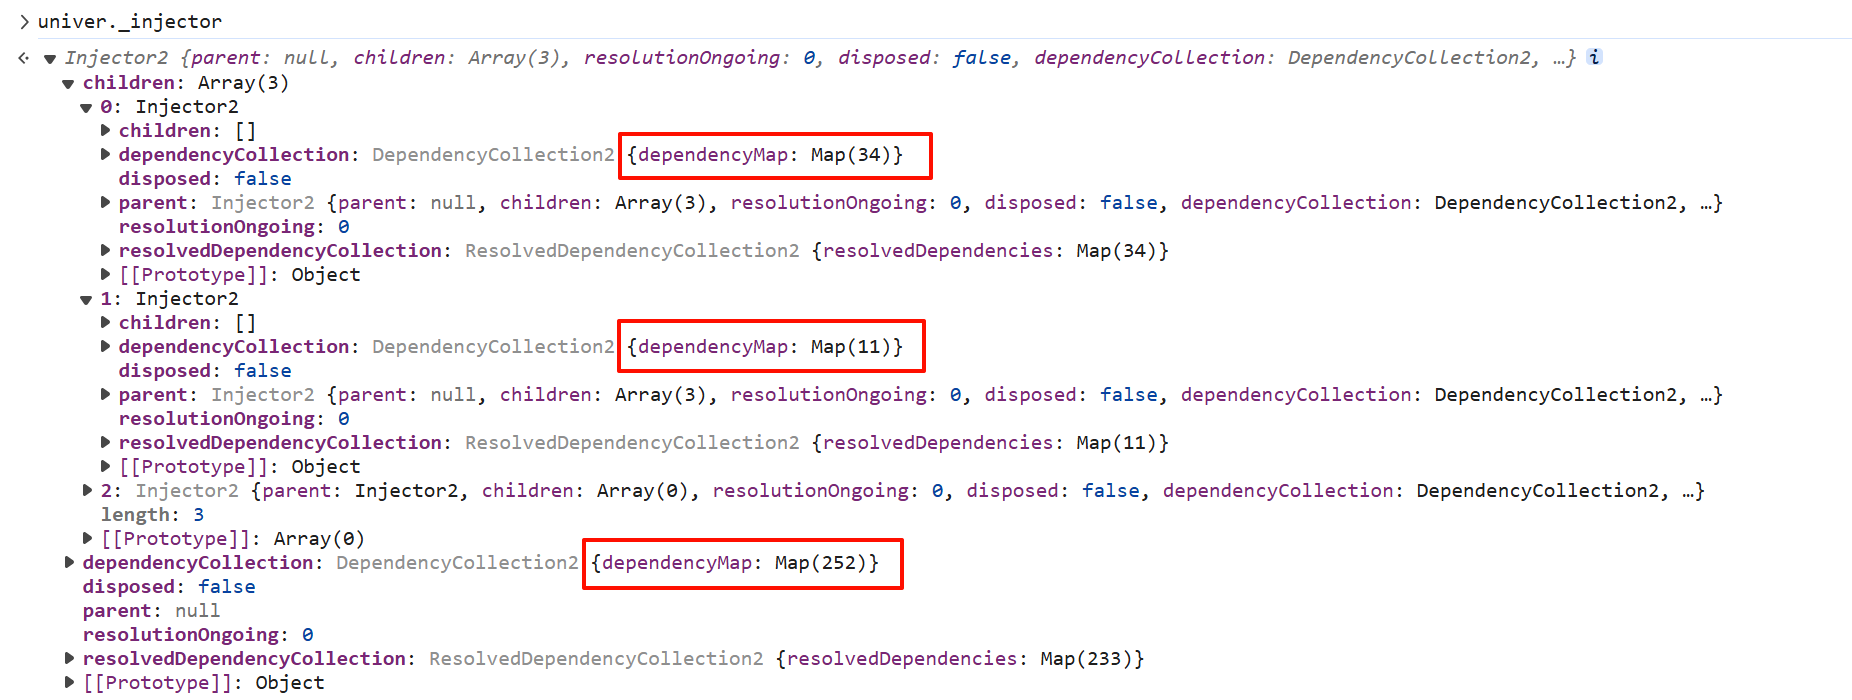 univer._injector
Injector2 {parent: null, children: Array(3), resolutionOngoing: 0, disposed: false, dependencyCollection: DependencyCollection2, …} i
children: Array(3)
0: Injector2
children: []
dependencyCollection: DependencyCollection2 {dependencyMap: Map(34)}
disposed: false
parent: Injector2 {parent: null, children: Array(3), resolutionOngoing: 0, disposed: false, dependencyCollection: DependencyCollection2, …}
resolutionOngoing: 0
resolvedDependencyCollection: ResolvedDependencyCollection2 {resolvedDependencies: Map(34)}
[[Prototype]]: Object
1: Injector2
children: []
dependencyCollection: DependencyCollection2 {dependencyMap: Map(11)}
disposed: false
parent: Injector2 {parent: null, children: Array(3), resolutionOngoing: 0, disposed: false, dependencyCollection: DependencyCollection2, …}
resolutionOngoing: 0
resolvedDependencyCollection: ResolvedDependencyCollection2 {resolvedDependencies: Map(11)}
[[Prototype]]: Object
2: Injector2 {parent: Injector2, children: Array(0), resolutionOngoing: 0, disposed: false, dependencyCollection: DependencyCollection2, …}
length: 3
[[Prototype]]: Array(0)
dependencyCollection: DependencyCollection2 {dependencyMap: Map(252)}
disposed: false
parent: null
resolutionOngoing: 0
resolvedDependencyCollection: ResolvedDependencyCollection2 {resolvedDependencies: Map(233)}
[[Prototype]]: Object